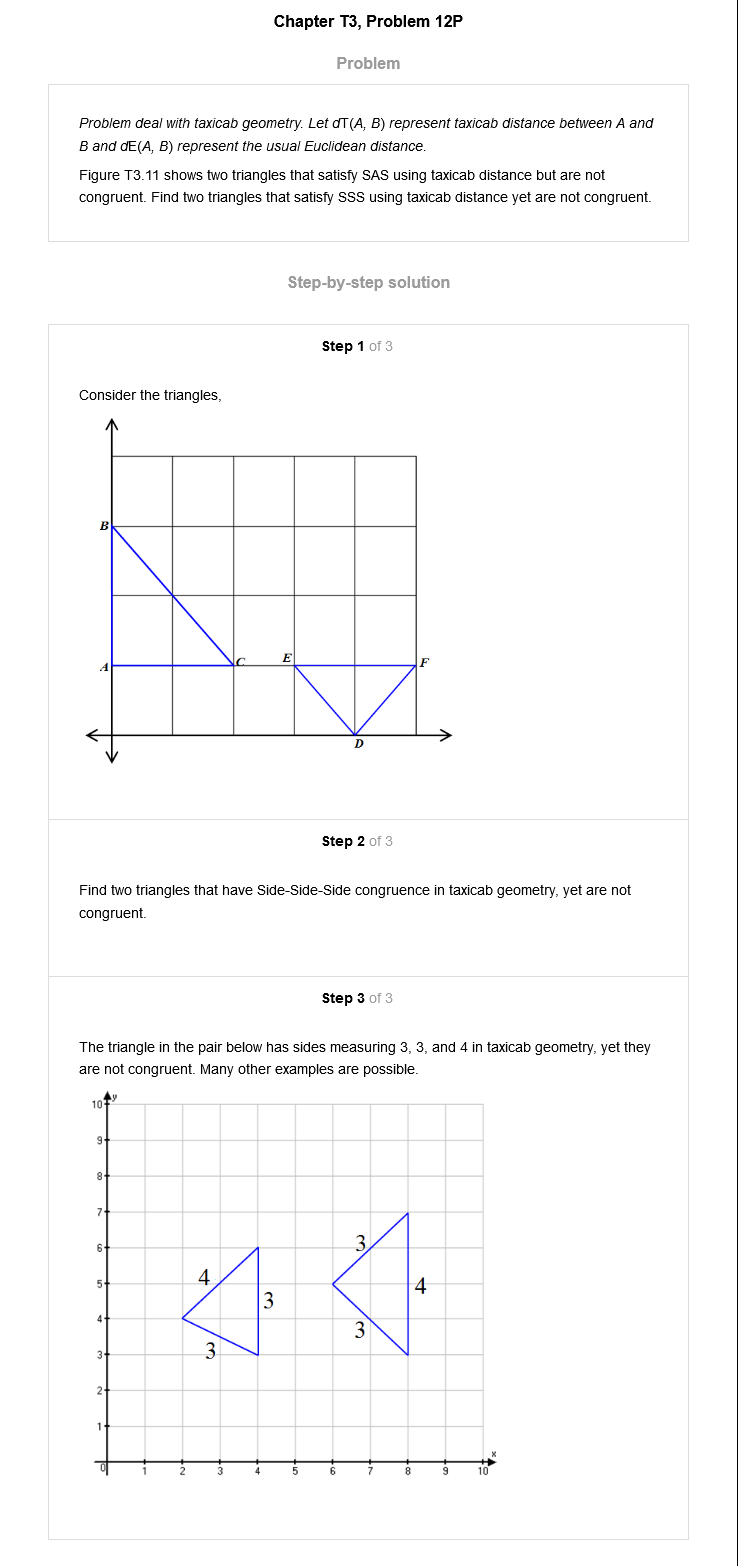 Chapter T3, Problem 12P
Problem
Problem deal with taxicab geometry. Let dT(A, B) represent taxicab distance between A and
B and dE(A, B) represent the usual Euclidean distance.
Figure T3.11 shows two triangles that satisfy SAS using taxicab distance but are not
congruent. Find two triangles that satisfy SSS using taxicab distance yet are not congruent.
Step-by-step solution
Step 1 of 3
Consider the triangles,
B
A
C
E
F
D
Step 2 of 3
Find two triangles that have Side-Side-Side congruence in taxicab geometry, yet are not
congruent.
Step 3 of 3
The triangle in the pair below has sides measuring 3, 3, and 4 in taxicab geometry, yet they
are not congruent. Many other examples are possible.
y
10
9
8
7
6
5
4
3
2
1
4
3
3
3
4
3
x
0 1 2 3 4 5 6 7 8 9 10